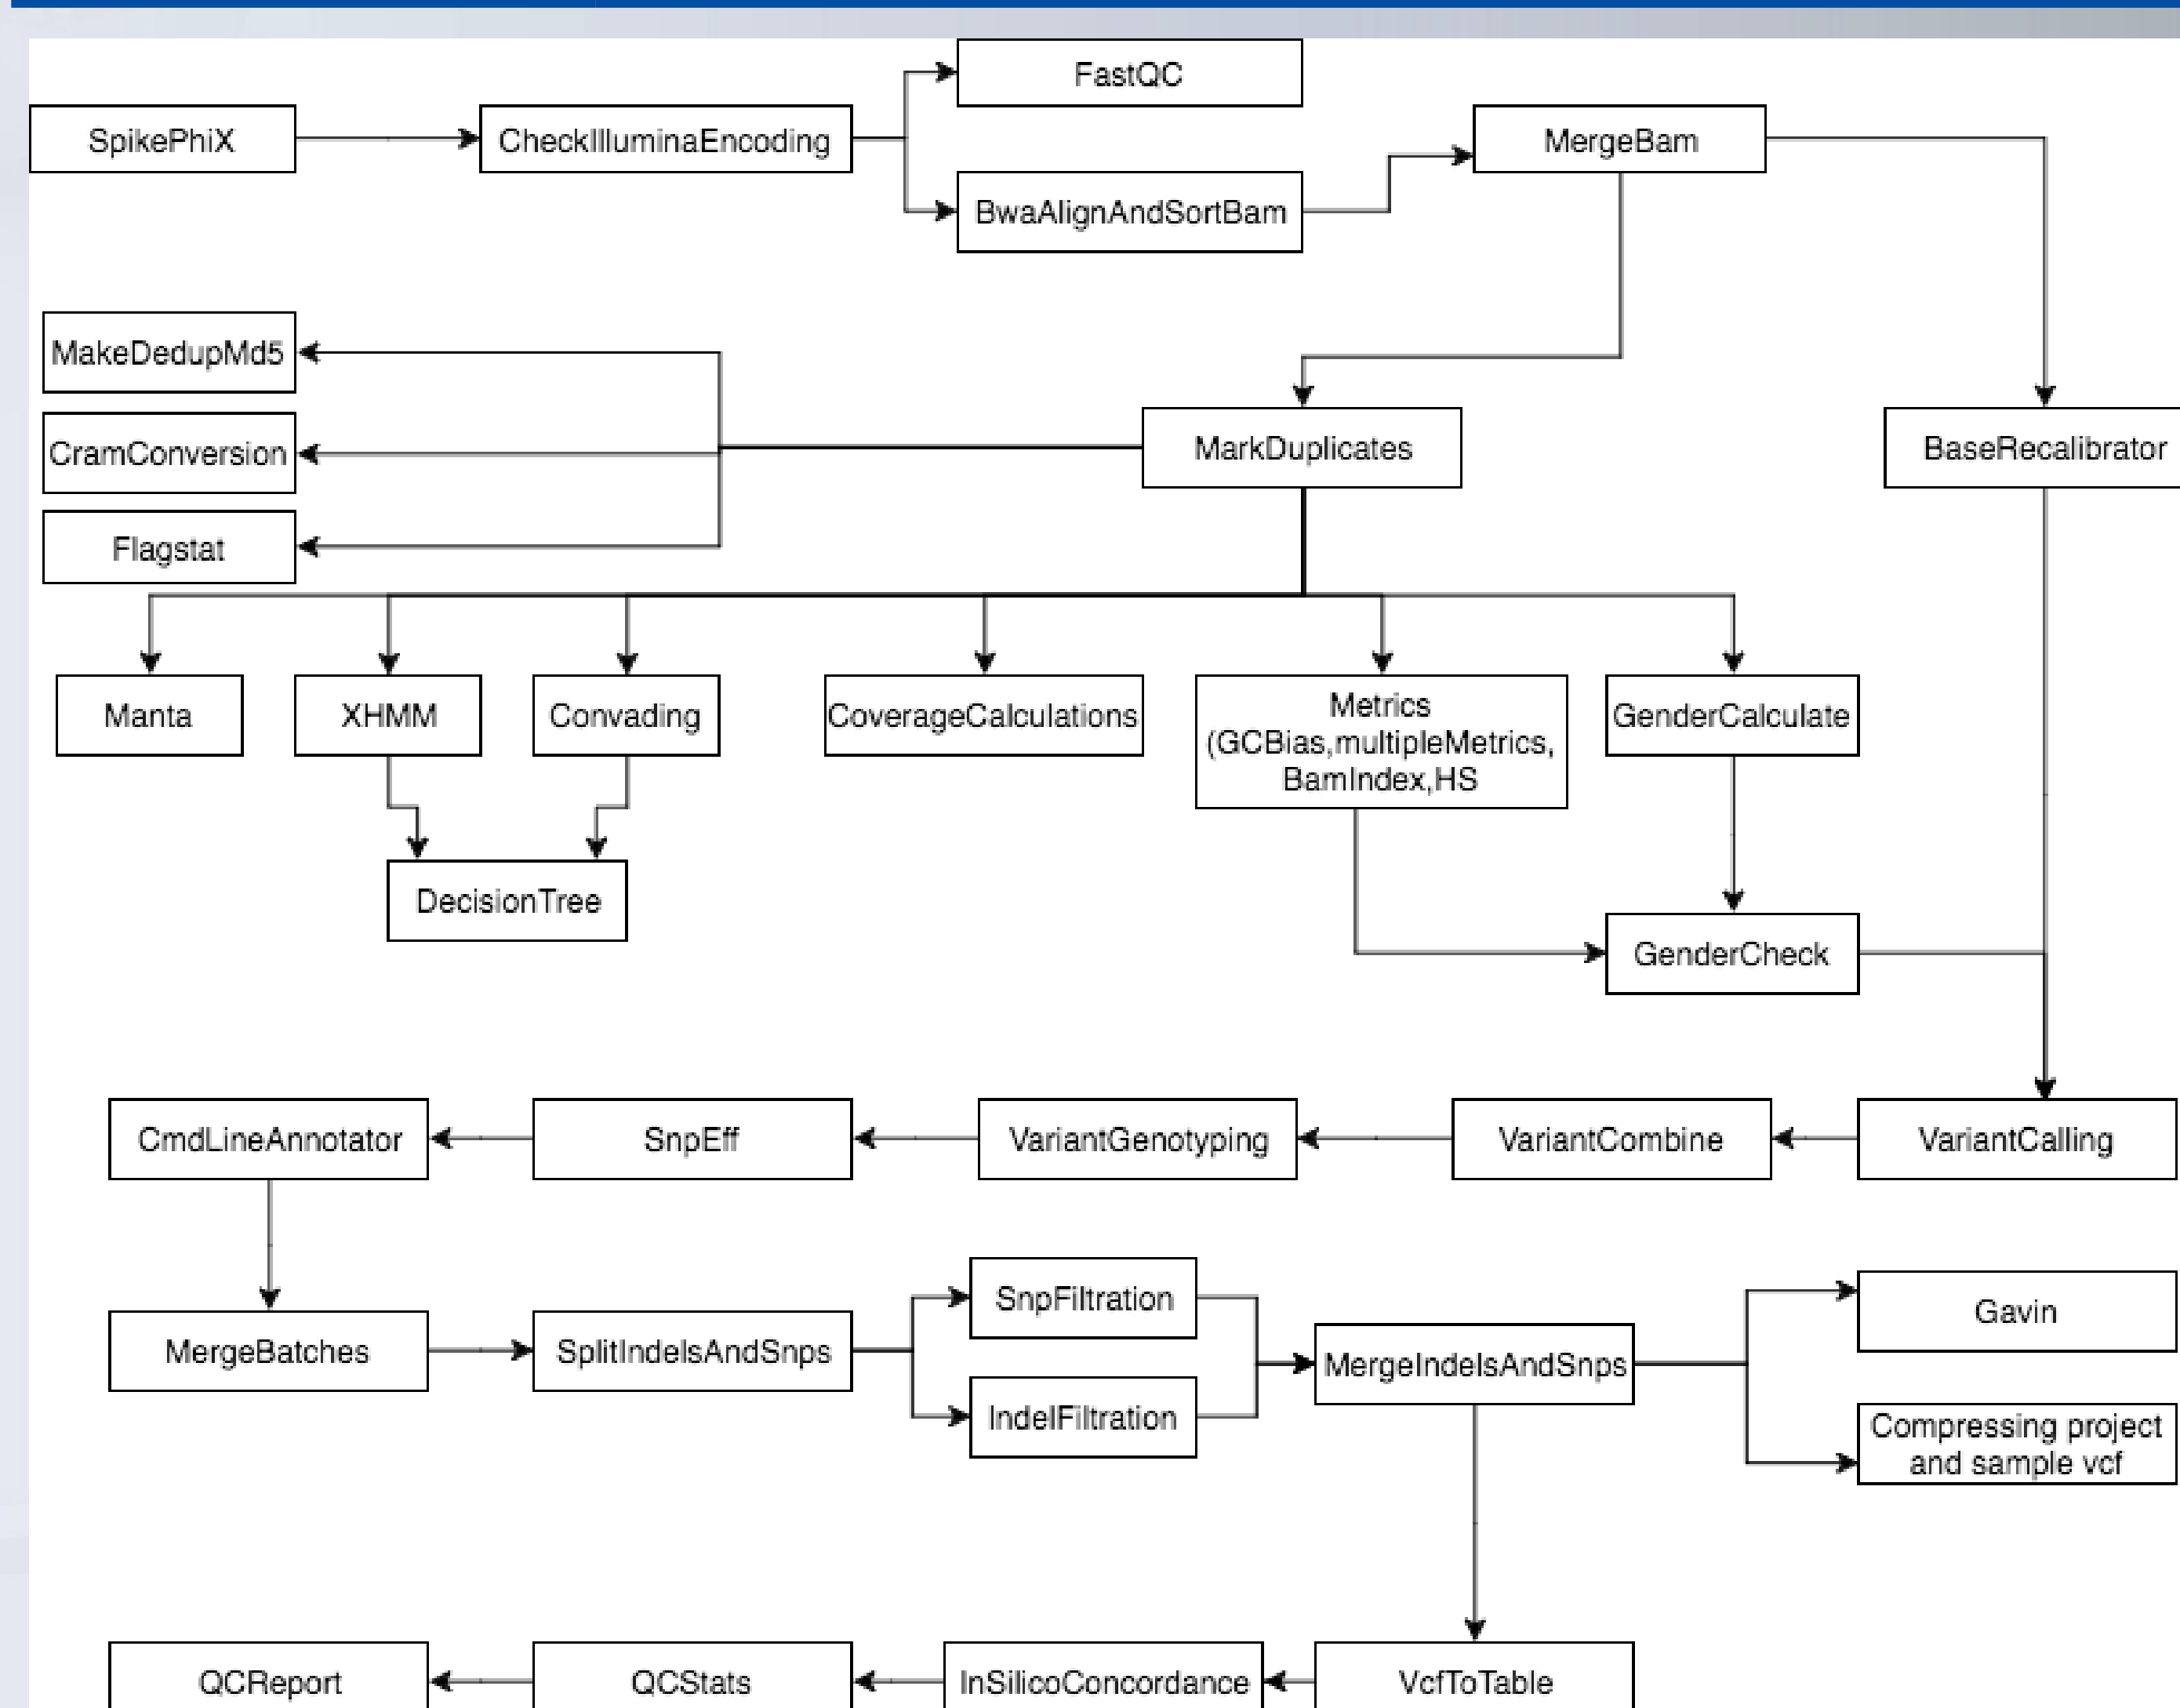 FastQC
SpikePhiX
CheckIlluminaEncoding
MergeBam
BwaAlignAndSortBam
MakeDedupMd5
CramConversion
MarkDuplicates
BaseRecalibrator
Flagstat
Manta
XHMM
Convading
CoverageCalculations
Metrics
(GCBias,multipleMetrics,
BamIndex,HS
GenderCalculate
DecisionTree
GenderCheck
CmdLineAnnotator
SnpEff
VariantGenotyping
VariantCombine
VariantCalling
SnpFiltration
Gavin
MergeBatches
SplitIndelsAndSnps
MergeIndelsAndSnps
IndelFiltration
Compressing project
and sample vcf
QCReport
QCStats
InSilicoConcordance
VcfToTable